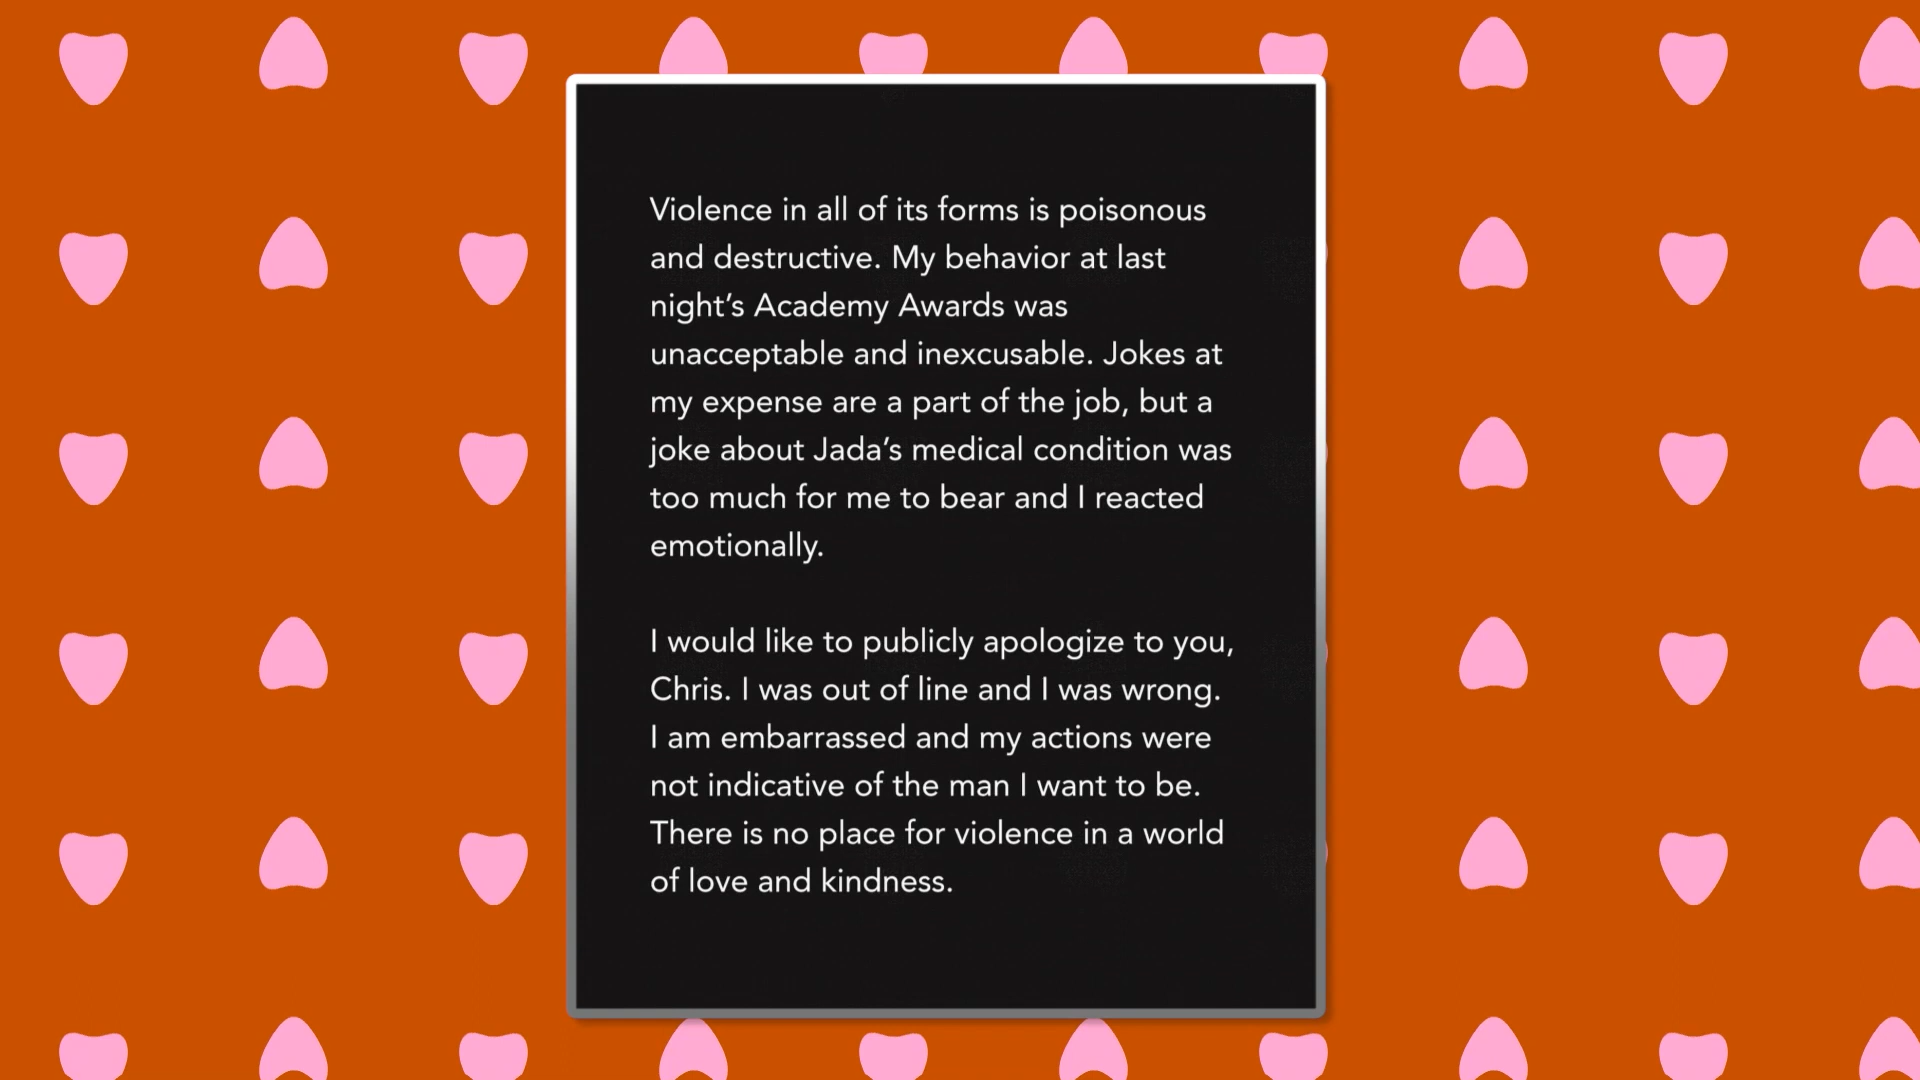 Violence in all of its forms is poisonous
and destructive. My behavior at last
night’s Academy Awards was
unacceptable and inexcusable. Jokes at
my expense are a part of the job, but a
joke about Jada’s medical condition was
too much for me to bear and I reacted
emotionally.
I would like to publicly apologize to you,
Chris. I was out of line and I was wrong.
I am embarrassed and my actions were
not indicative of the man I want to be.
There is no place for violence in a world
of love and kindness.